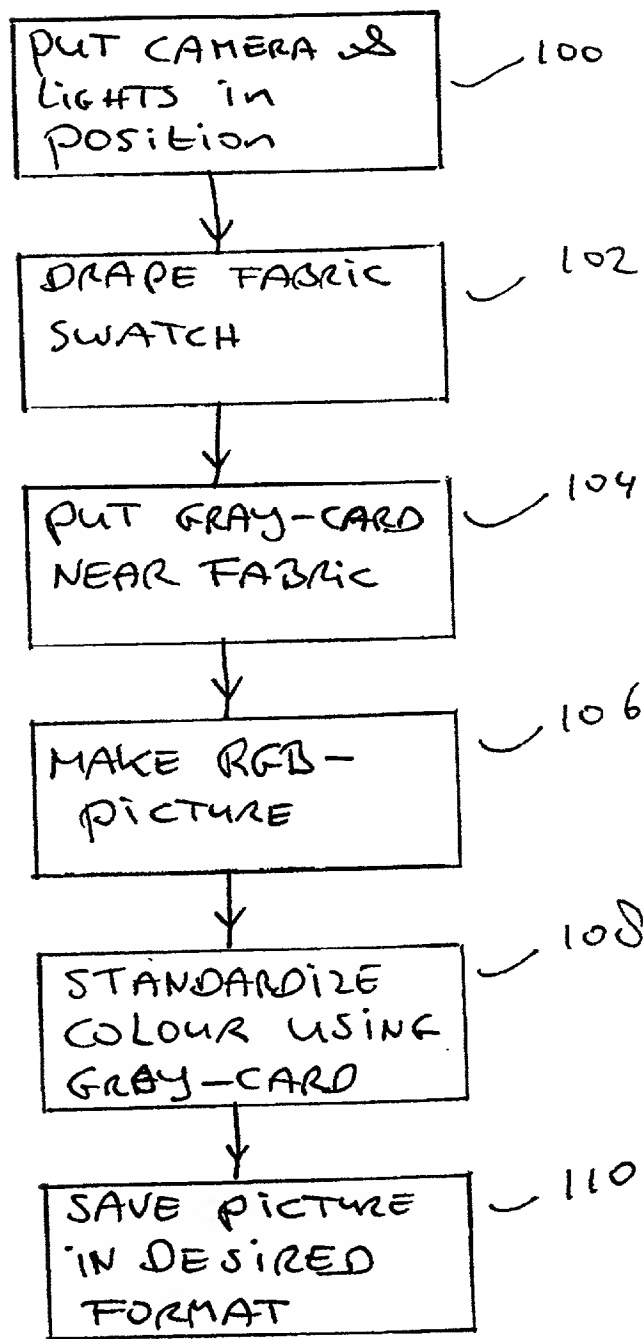 PUT CAMERA &
LIGHTS in
position
100
DRAPE FABRIC
SWATCH
102
PUT GRAY-CARD
NEAR FABRIC
104
MAKE RGB-
PICTURE
106
STANDARDIZE
COLOUR USING
GRAY-CARD
108
SAVE PICTURE
IN DESIRED
FORMAT
110